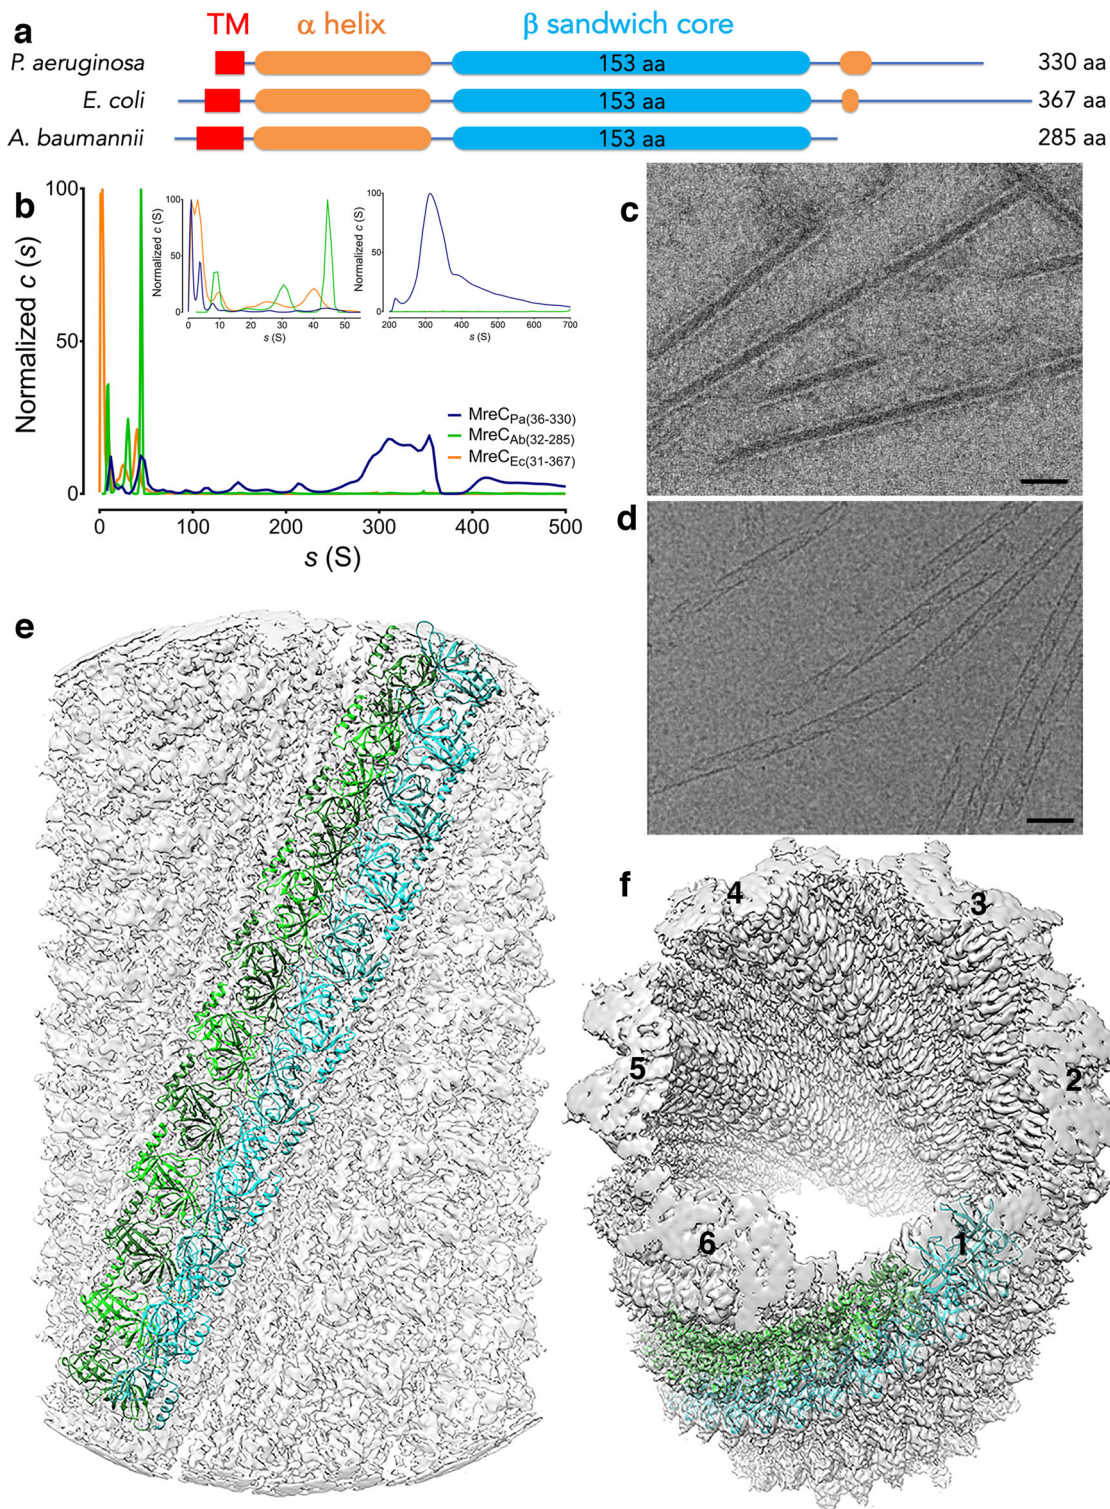 a
TM
α helix
β sandwich core
P. aeruginosa
153 aa
330 aa
E. coli
153 aa
367 aa
A. baumannii
153 aa
285 aa
b
Normalized c (s)
100
50
0
0
100
200
300
400
500
s (S)
Normalized c (S)
100
50
0
0
10
20
30
40
50
s (S)
Normalized c (S)
100
50
0
200
300
400
500
600
700
s (S)
MreCPa(36-330)
MreCAb(32-285)
MreCEc(31-367)
c
d
e
f
4
3
5
2
6
1